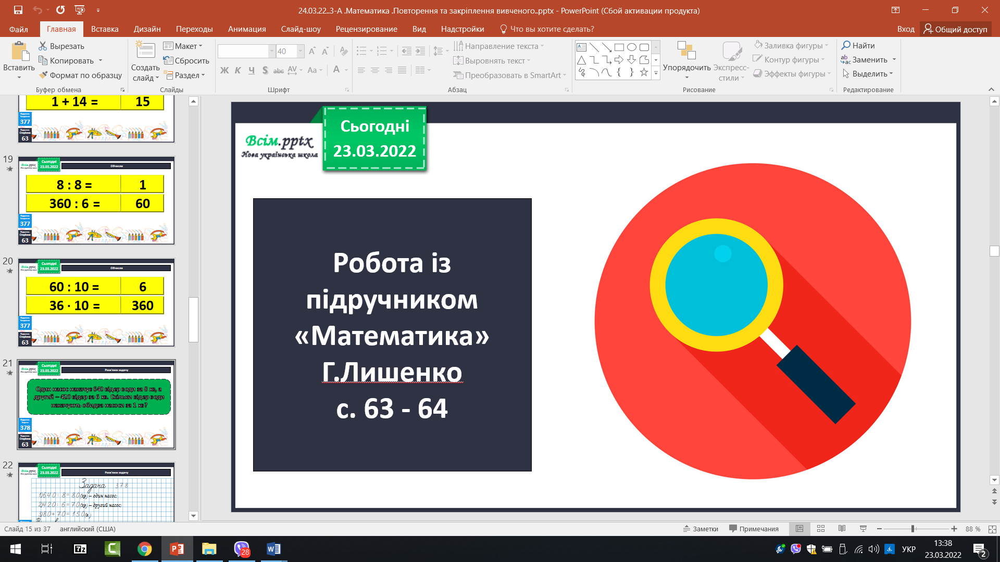 24.03.22..3-А .Математика .Повторення та закріплення вивченого..pptx - PowerPoint (Сбой активации продукта)
Файл Главная Вставка Дизайн Переходы Анимация Слайд-шоу Рецензирование Вид Надстройки Что вы хотите сделать? Вход Общий доступ
Вставить
Вырезать
Копировать
Формат по образцу
Буфер обмена
Создать слайд
Макет
Сбросить
Раздел
Слайды
40
Ж К Ч S abc AV Aa A
Шрифт
Направление текста
Выровнять текст
Преобразовать в SmartArt
Абзац
Упорядочить
Экспресс-стили
Заливка фигуры
Контур фигуры
Эффекты фигуры
Рисование
Найти
Заменить
Выделить
Редактирование
1 + 14 = 15
377
63
19
Сьогодні
23.03.2022
Обчисли
8 : 8 = 1
360 : 6 = 60
377
Сторінка
63
20
Сьогодні
23.03.2022
Обчисли
60 : 10 = 6
36 · 10 = 360
377
Сторінка
63
21
Сьогодні
23.03.2022
Розв'яжи задачу
Один насос накачує 640 відер води за 8 хв, а
другий – 420 відер за 6 хв. Скільки відер води
накачують обидва насоси за 1 хв?
378
Сторінка
63
22
Сьогодні
23.03.2022
Розв'яжи задачу
Задача 378
1)640 : 8 = 80(хв) – один насос;
2)420 : 6 = 70(хв) – другий насос;
3)80 + 70 = 150(в.)
Всім.pptx
Нова українська школа
Сьогодні
23.03.2022
Робота із
підручником
«Математика»
Г.Лишенко
с. 63 - 64
Слайд 15 из 37 английский (США) Заметки Примечания 88 %
7z
28
УКР
13:38
23.03.2022
2